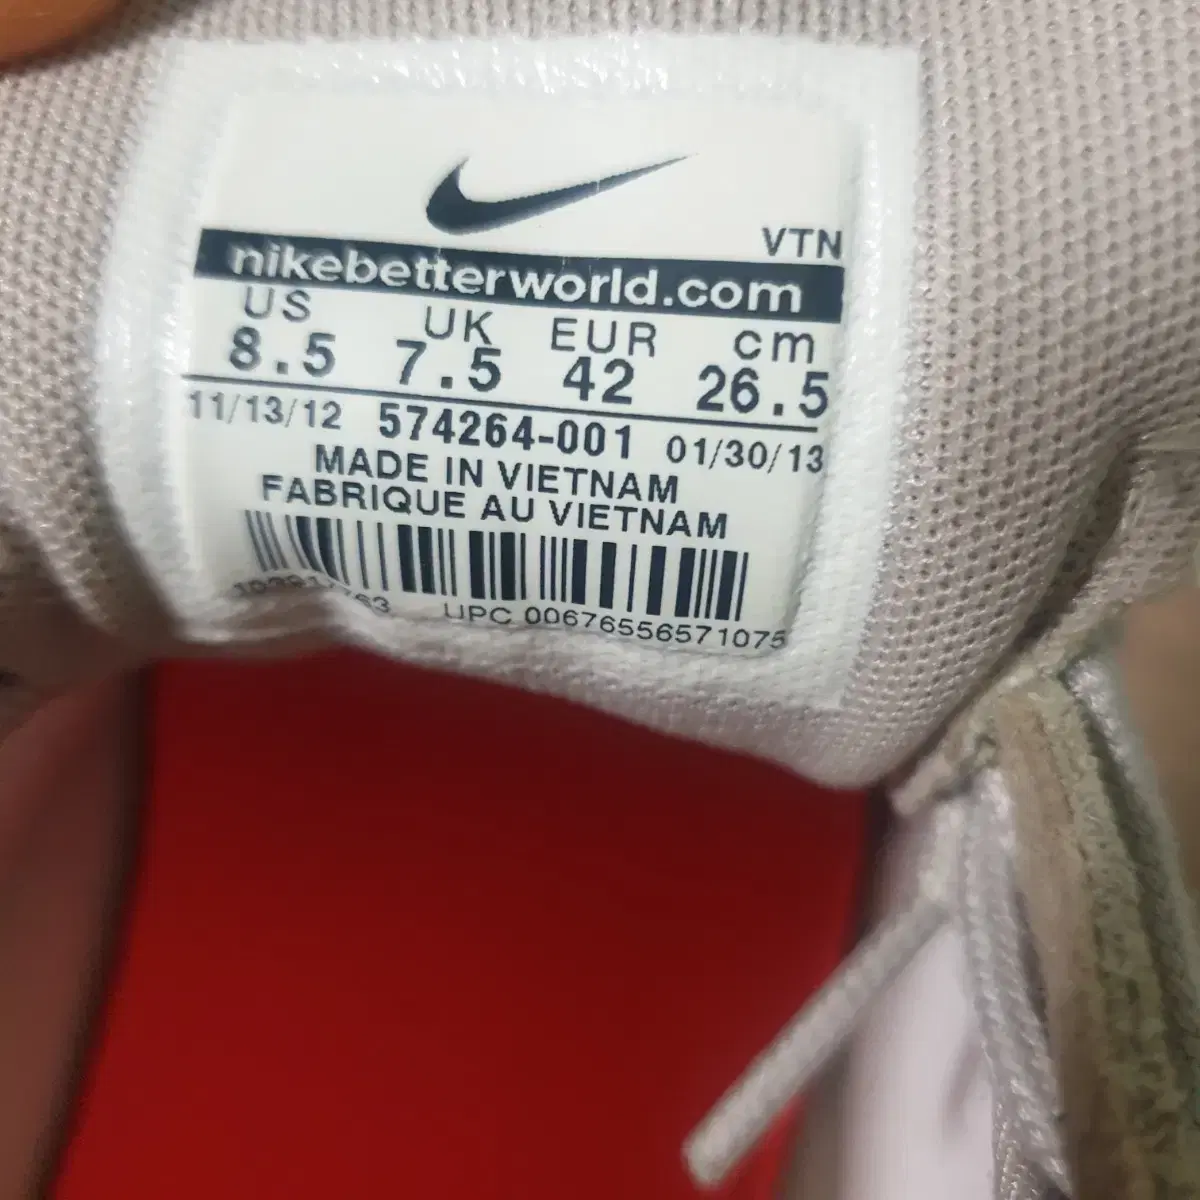 VTN
nikebetterworld.com
US UK EUR cm
8.5 7.5 42 26.5
11/13/12 574264-001 01/30/13
MADE IN VIETNAM
FABRIQUE AU VIETNAM
UPC 00676556571075